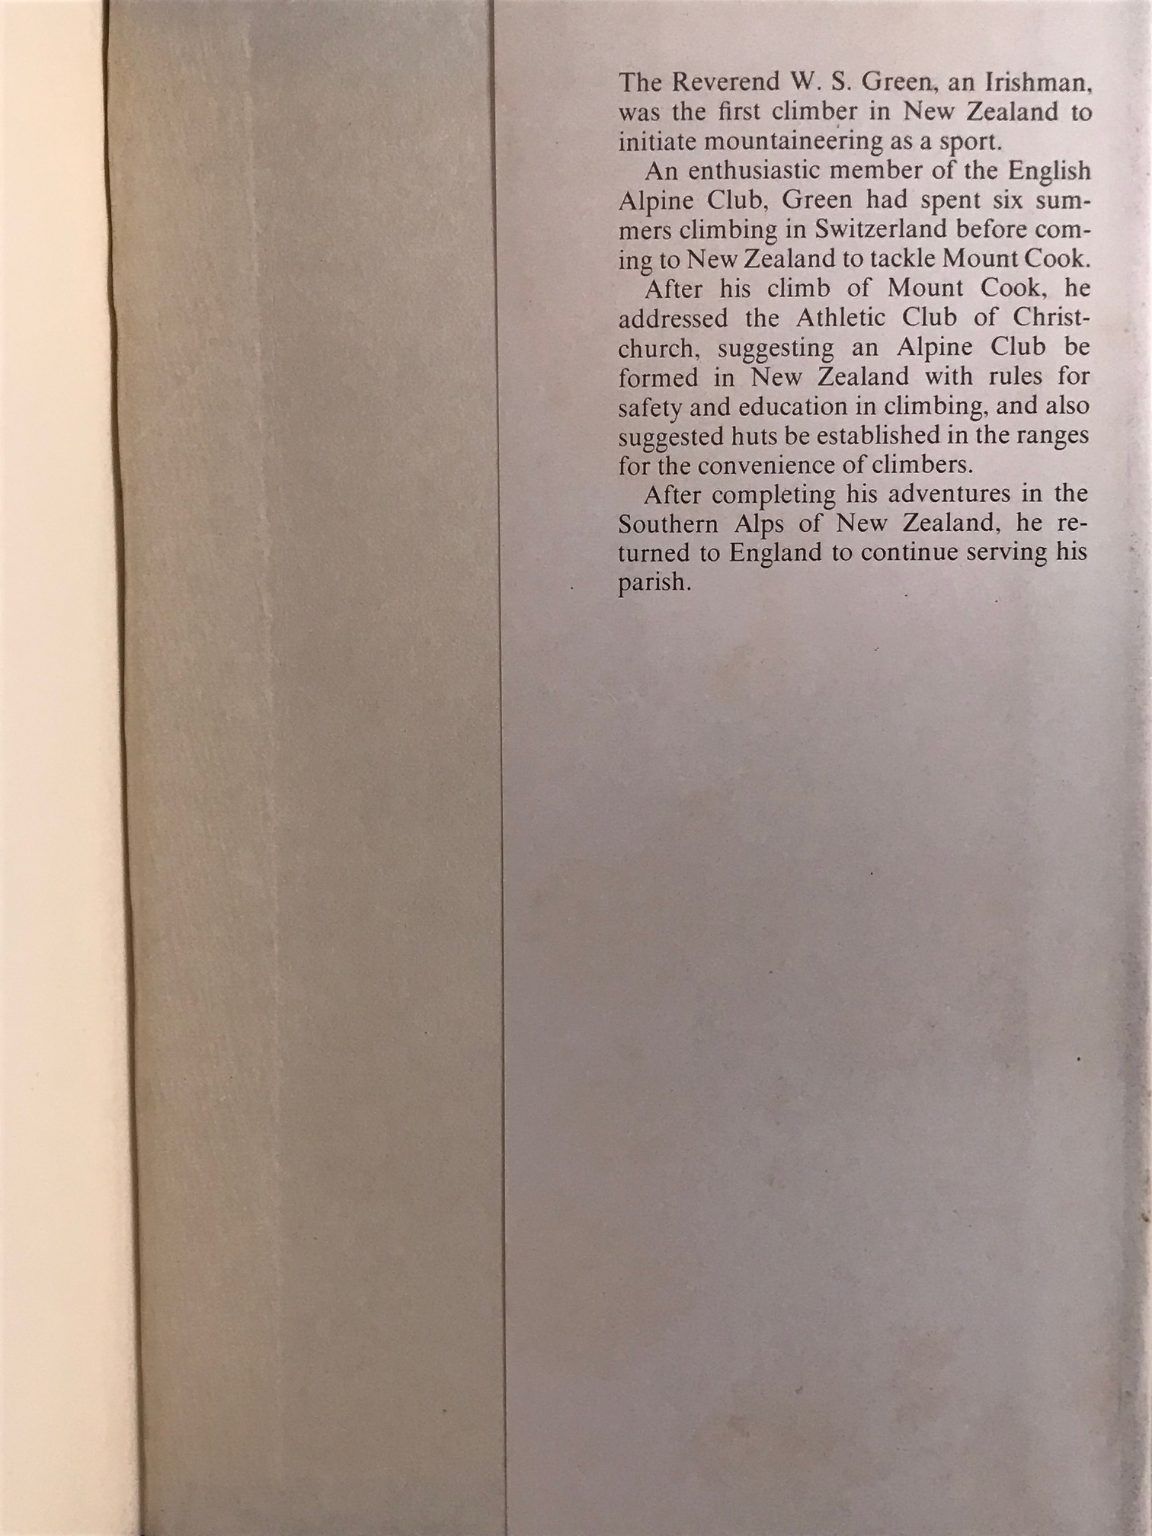 The Reverend W. S. Green, an Irishman,
was the first climber in New Zealand to
initiate mountaineering as a sport.
An enthusiastic member of the English
Alpine Club, Green had spent six sum-
mers climbing in Switzerland before com-
ing to New Zealand to tackle Mount Cook.
After his climb of Mount Cook, he
addressed the Athletic Club of Christ-
church, suggesting an Alpine Club be
formed in New Zealand with rules for
safety and education in climbing, and also
suggested huts be established in the ranges
for the convenience of climbers.
After completing his adventures in the
Southern Alps of New Zealand, he re-
turned to England to continue serving his
parish.